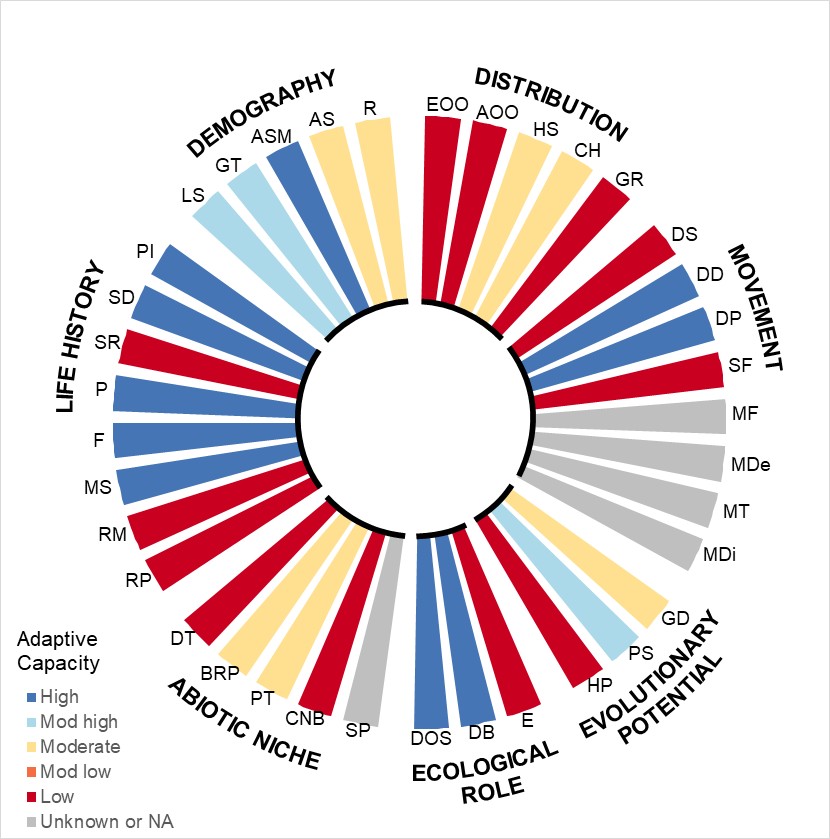 DISTRIBUTION
EOO
AOO
HS
CH
GR
MOVEMENT
DS
DD
DP
SF
MF
MDe
MT
MDi
EVOLUTIONARY
POTENTIAL
GD
PS
HP
ECOLOGICAL
ROLE
E
DB
DOS
ABIOTIC NICHE
SP
CNB
PT
BRP
DT
LIFE HISTORY
RP
RM
MS
F
P
SR
SD
PI
DEMOGRAPHY
LS
GT
ASM
AS
R
Adaptive
Capacity
High
Mod high
Moderate
Mod low
Low
Unknown or NA